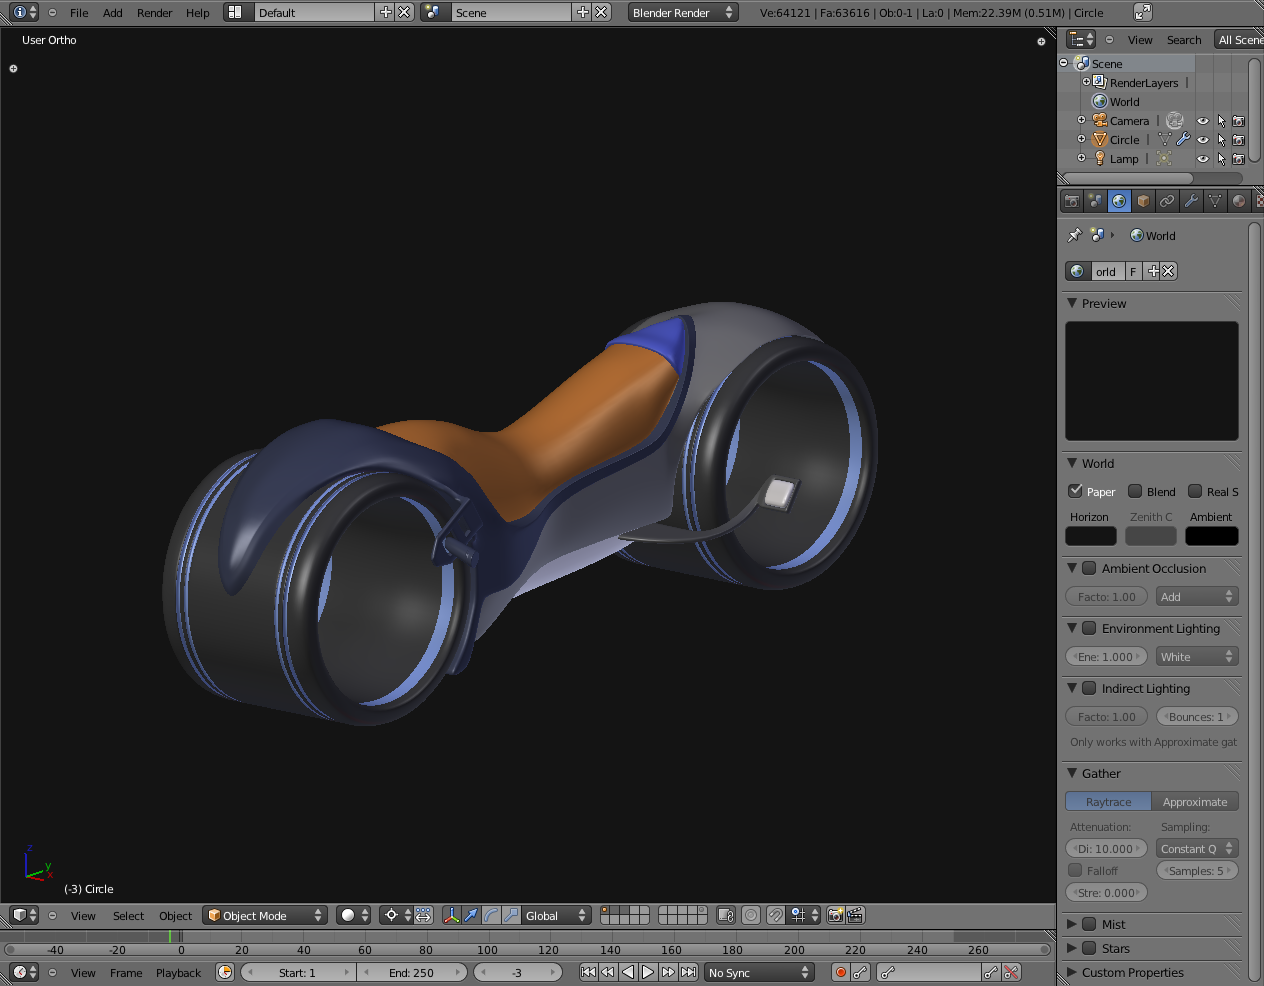 File Add Render Help Default Scene Blender Render Ve:64121 | Fa:63616 | Ob:0-1 | La:0 | Mem:22.39M (0.51M) | Circle
User Ortho
View Search All Scene
Scene
RenderLayers |
World
Camera |
Circle |
Lamp |
World
orld F
Preview
World
Paper Blend Real S
Horizon Zenith C Ambient
Ambient Occlusion
Facto: 1.00 Add
Environment Lighting
Ene: 1.000 White
Indirect Lighting
Facto: 1.00 Bounces: 1
Only works with Approximate gat
Gather
Raytrace Approximate
Attenuation: Sampling:
Di: 10.000 Constant Q
Falloff Samples: 5
Stre: 0.000
Mist
Stars
Custom Properties
z
y
x
(-3) Circle
View Select Object Object Mode Global
-40 -20 0 20 40 60 80 100 120 140 160 180 200 220 240 260
View Frame Playback Start: 1 End: 250 -3 No Sync